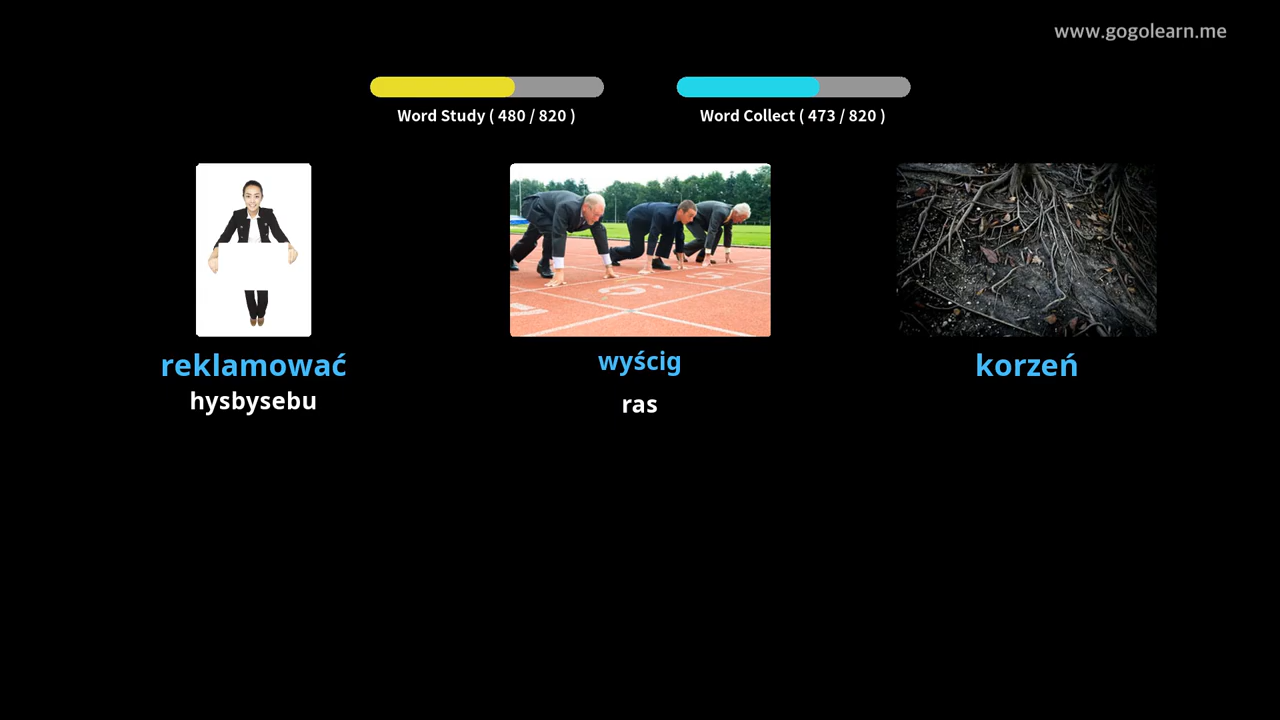 www.gogolearn.me
Word Study ( 480 / 820 )
Word Collect ( 473 / 820 )
reklamować
hysbysebu
wyścig
ras
korzeń